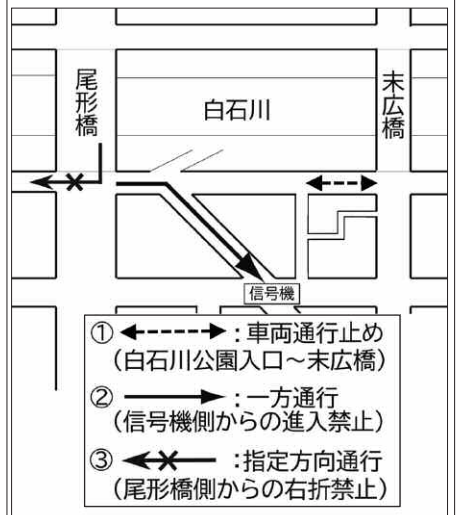 尾形橋
白石川
末広橋
信号機
① : 車両通行止め
(白石川公園入口～末広橋)
② : 一方通行
(信号機側からの進入禁止)
③ :指定方向通行
(尾形橋側からの右折禁止)